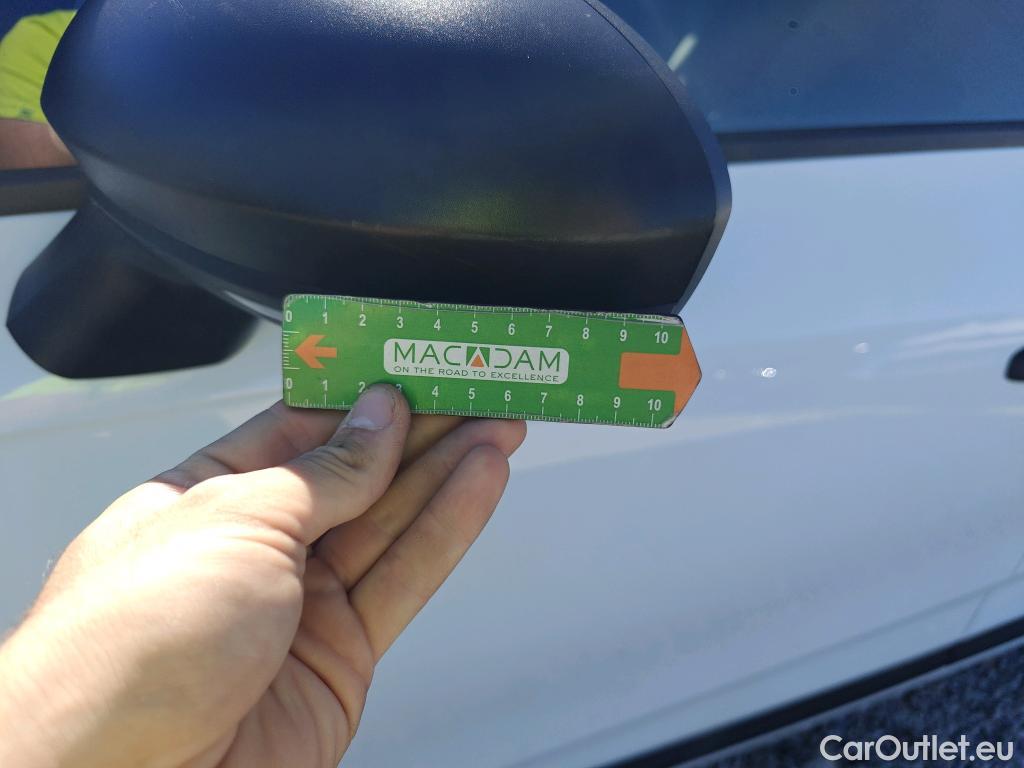 0 1 2 3 4 5 6 7 8 9 10
MACADAM
ON THE ROAD TO EXCELLENCE
0 1 2 3 4 5 6 7 8 9 10
CarOutlet.eu